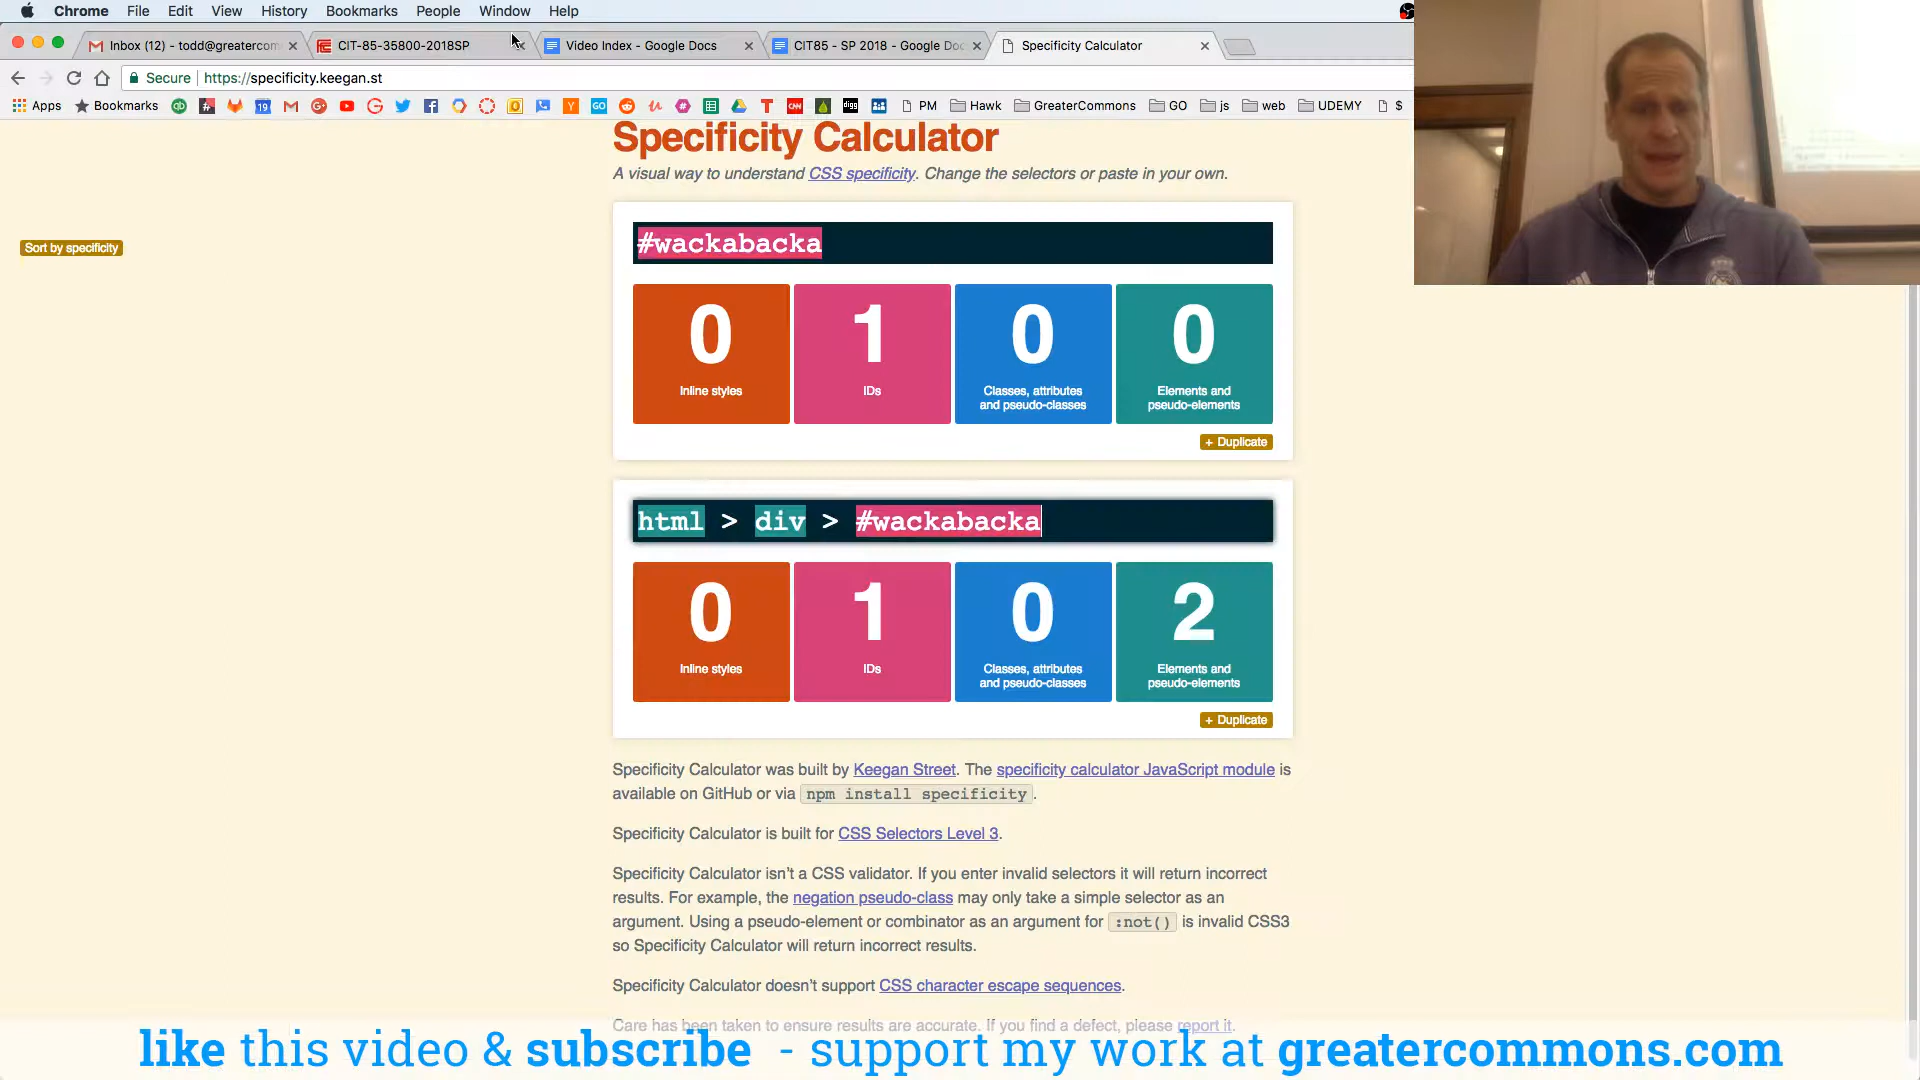 Chrome File Edit View History Bookmarks People Window Help
Inbox (12) - todd@greatercom CIT-85-35800-2018SP Video Index - Google Docs CIT85 - SP 2018 - Google Doc Specificity Calculator
Secure https://specificity.keegan.st
Apps Bookmarks PM Hawk GreaterCommons GO js web UDEMY $
Specificity Calculator
A visual way to understand CSS specificity. Change the selectors or paste in your own.
Sort by specificity
#wackabacka
0 1 0 0
Inline styles IDs Classes, attributes and pseudo-classes Elements and pseudo-elements
+ Duplicate
html > div > #wackabacka
0 1 0 2
Inline styles IDs Classes, attributes and pseudo-classes Elements and pseudo-elements
+ Duplicate
Specificity Calculator was built by Keegan Street. The specificity calculator JavaScript module is
available on GitHub or via npm install specificity.
Specificity Calculator is built for CSS Selectors Level 3.
Specificity Calculator isn't a CSS validator. If you enter invalid selectors it will return incorrect
results. For example, the negation pseudo-class may only take a simple selector as an
argument. Using a pseudo-element or combinator as an argument for :not() is invalid CSS3
so Specificity Calculator will return incorrect results.
Specificity Calculator doesn't support CSS character escape sequences.
Care has been taken to ensure results are accurate. If you find a defect, please report it.
like this video & subscribe - support my work at greatercommons.com